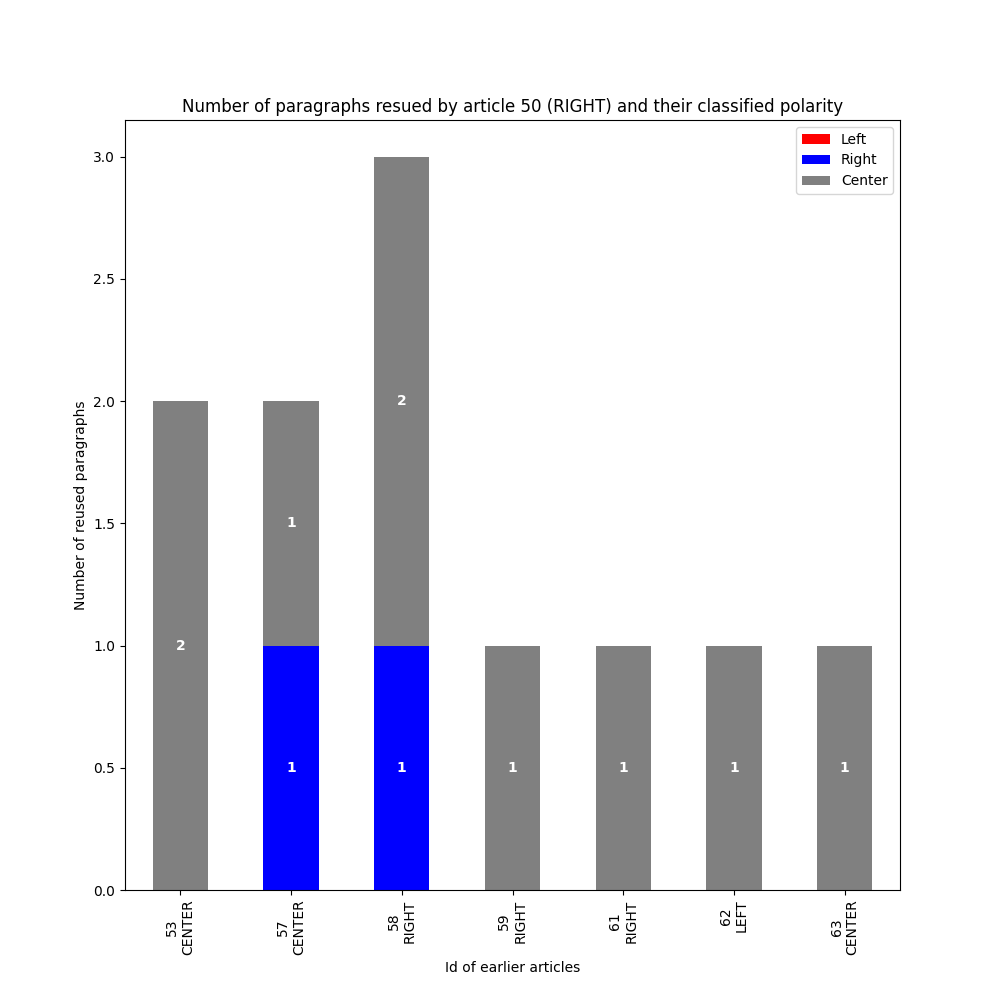 Number of paragraphs resued by article 50 (RIGHT) and their classified polarity
Left
Right
Center
3.0
2.5
2.0
1.5
1.0
0.5
0.0
Number of reused paragraphs
2
1
1
2
1
1
1
1
1
53
CENTER
57
CENTER
58
RIGHT
59
RIGHT
61
RIGHT
62
LEFT
63
CENTER
Id of earlier articles